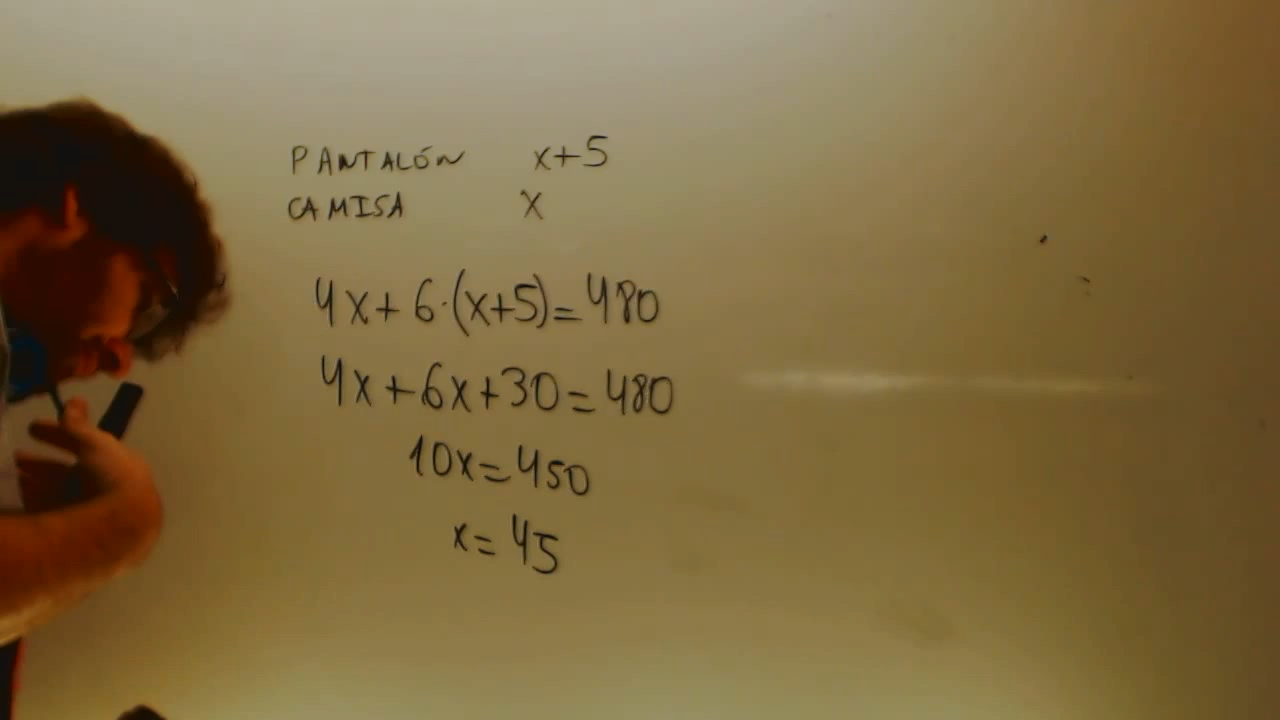 PANTALÓN x+5
CAMISA X
4x+6·(x+5)=480
4x+6x+30=480
10x=450
x=45